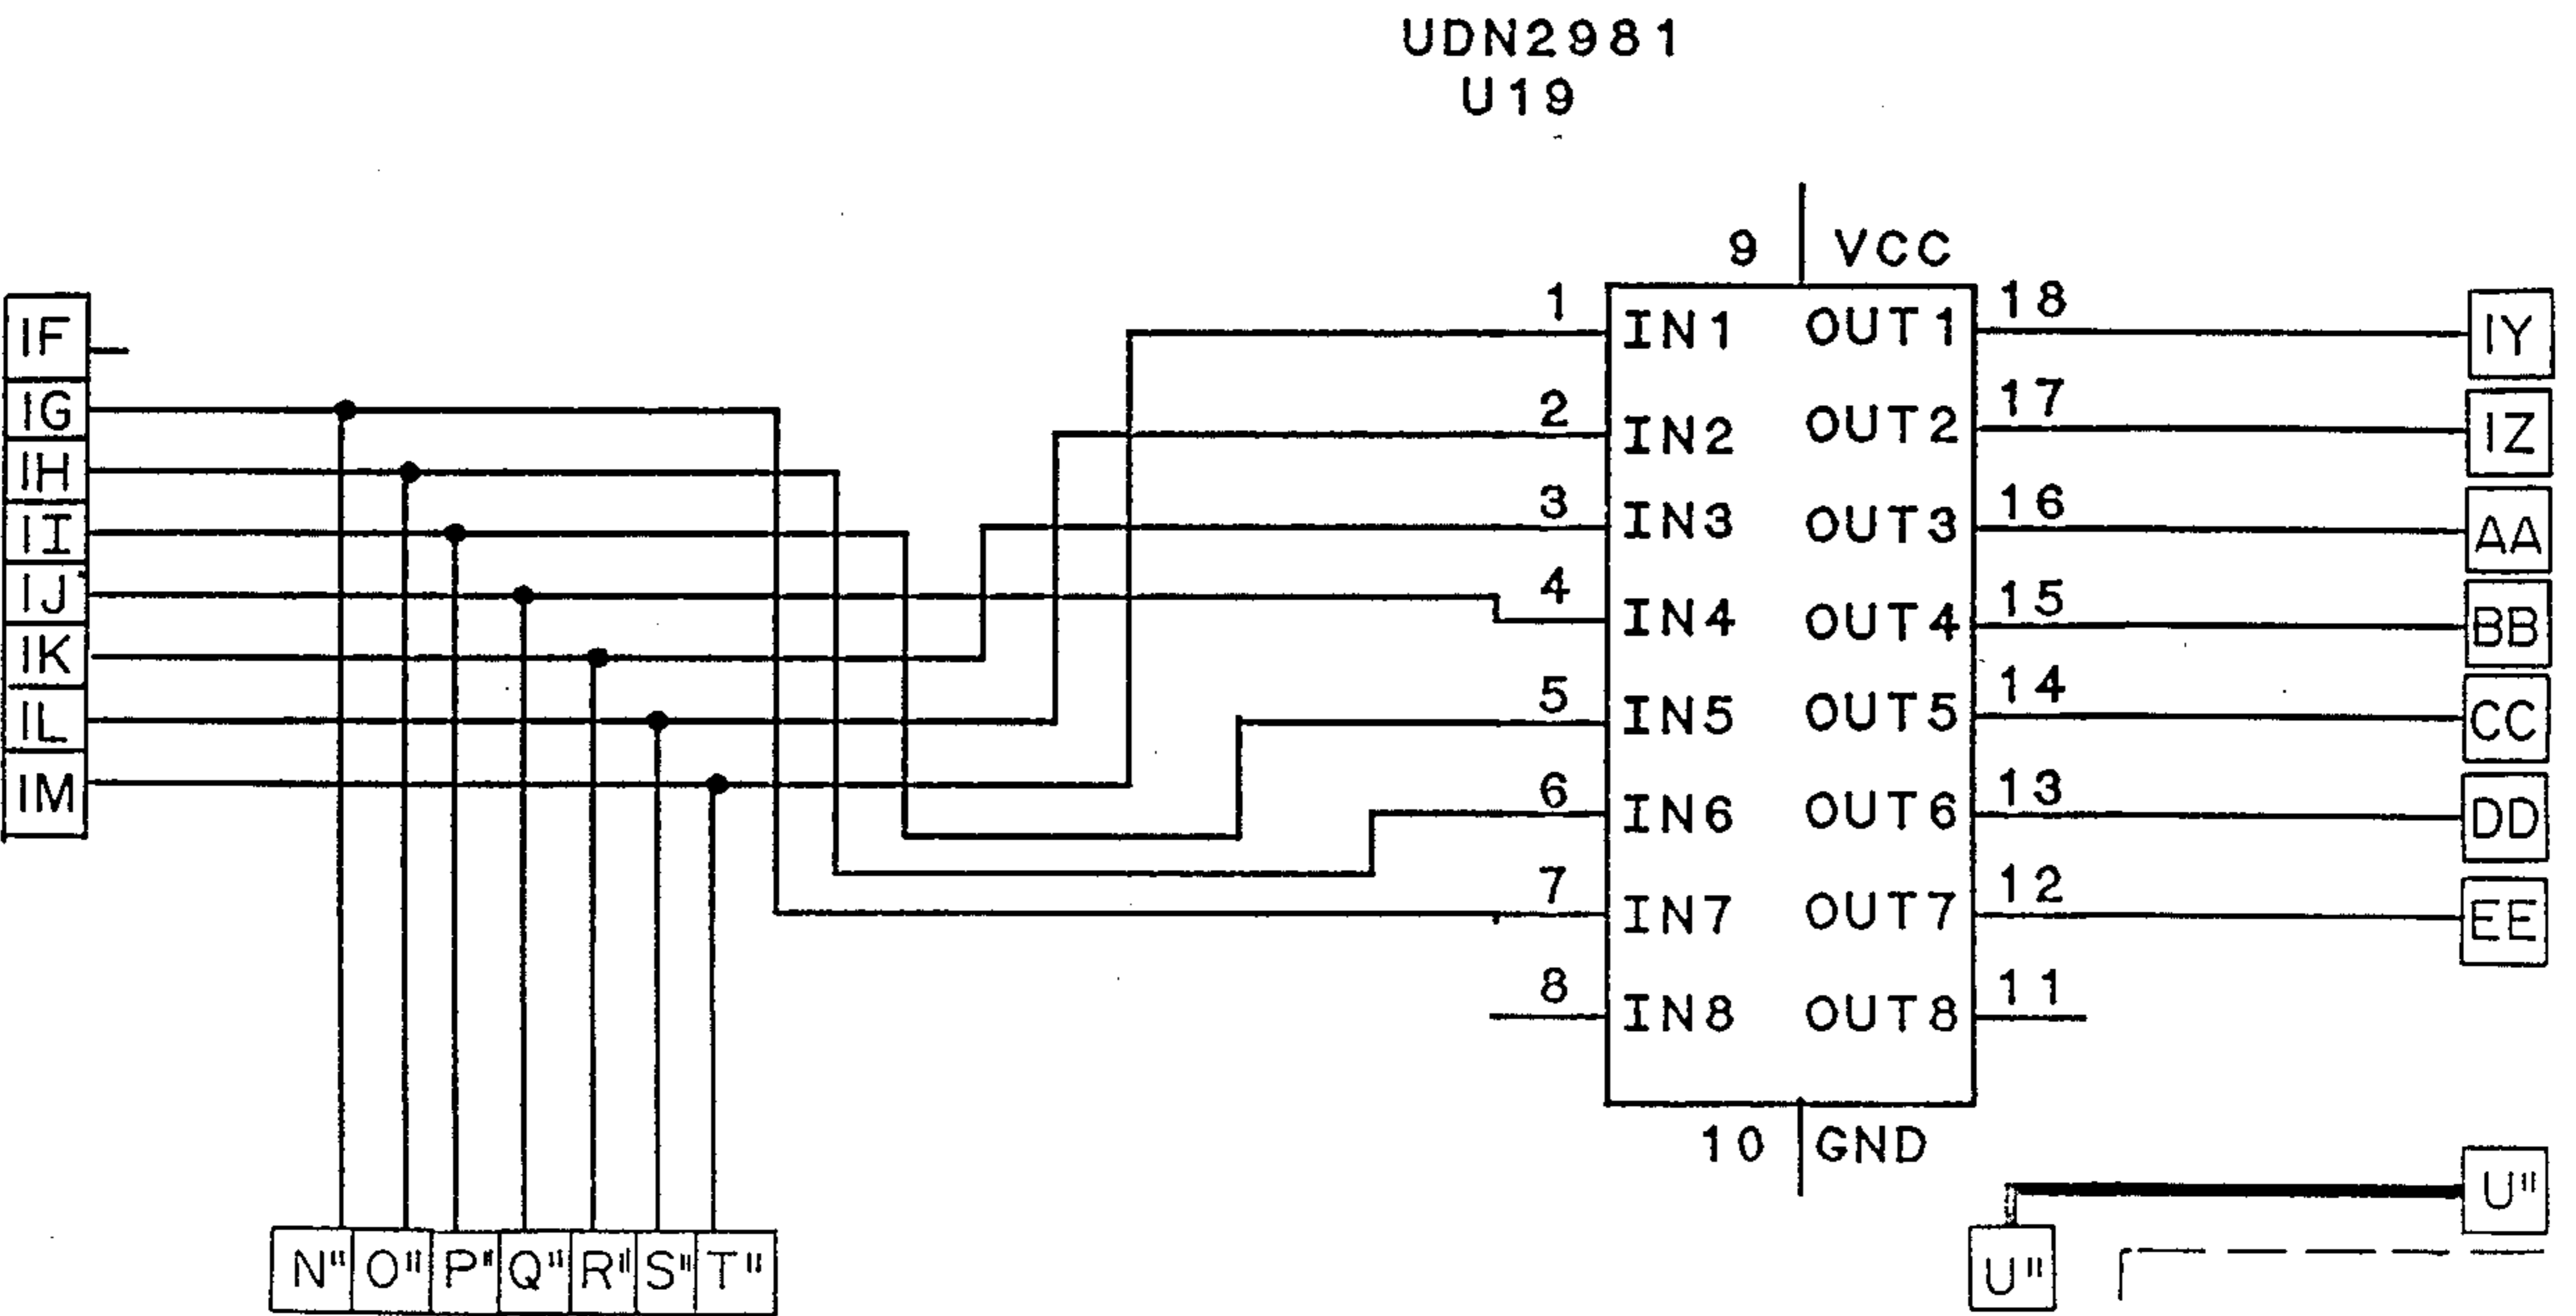 UDN2981
U19
9 VCC
IF
IG
IH
II
IJ
IK
IL
IM
1 IN1 OUT1 18 IY
2 IN2 OUT2 17 IZ
3 IN3 OUT3 16 AA
4 IN4 OUT4 15 BB
5 IN5 OUT5 14 CC
6 IN6 OUT6 13 DD
7 IN7 OUT7 12 EE
8 IN8 OUT8 11
10 GND
U"
N" O" P" Q" R" S" T"
U"